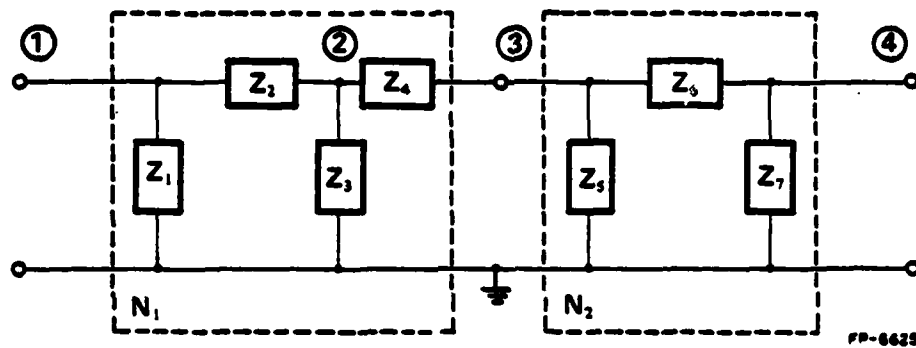 ① ② ③ ④
Z₂ Z₄ Z₆
Z₁ Z₃ Z₅ Z₇
N₁ N₂
FP-6625